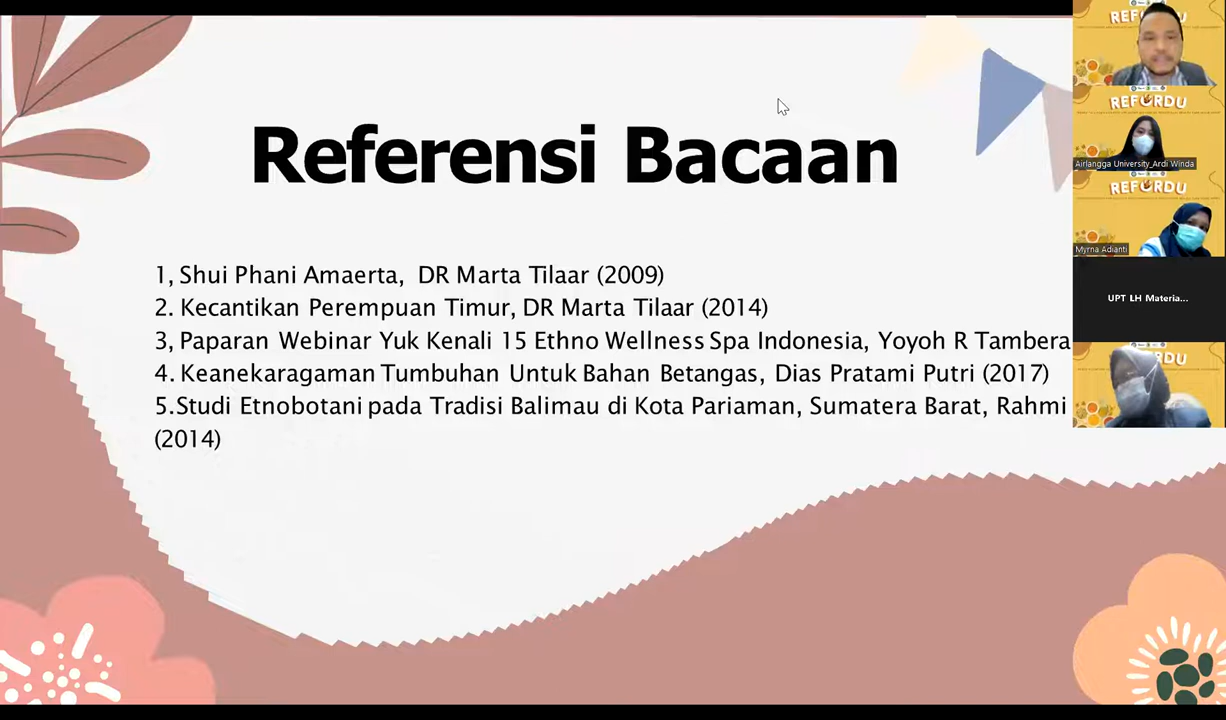 Referensi Bacaan
1, Shui Phani Amaerta, DR Marta Tilaar (2009)
2. Kecantikan Perempuan Timur, DR Marta Tilaar (2014)
3, Paparan Webinar Yuk Kenali 15 Ethno Wellness Spa Indonesia, Yoyoh R Tambera
4. Keanekaragaman Tumbuhan Untuk Bahan Betangas, Dias Pratami Putri (2017)
5.Studi Etnobotani pada Tradisi Balimau di Kota Pariaman, Sumatera Barat, Rahmi
(2014)
REFORDU
Airlangga University_Ardi Winda
REFORDU
Myrna Adianti
UPT LH Materia...